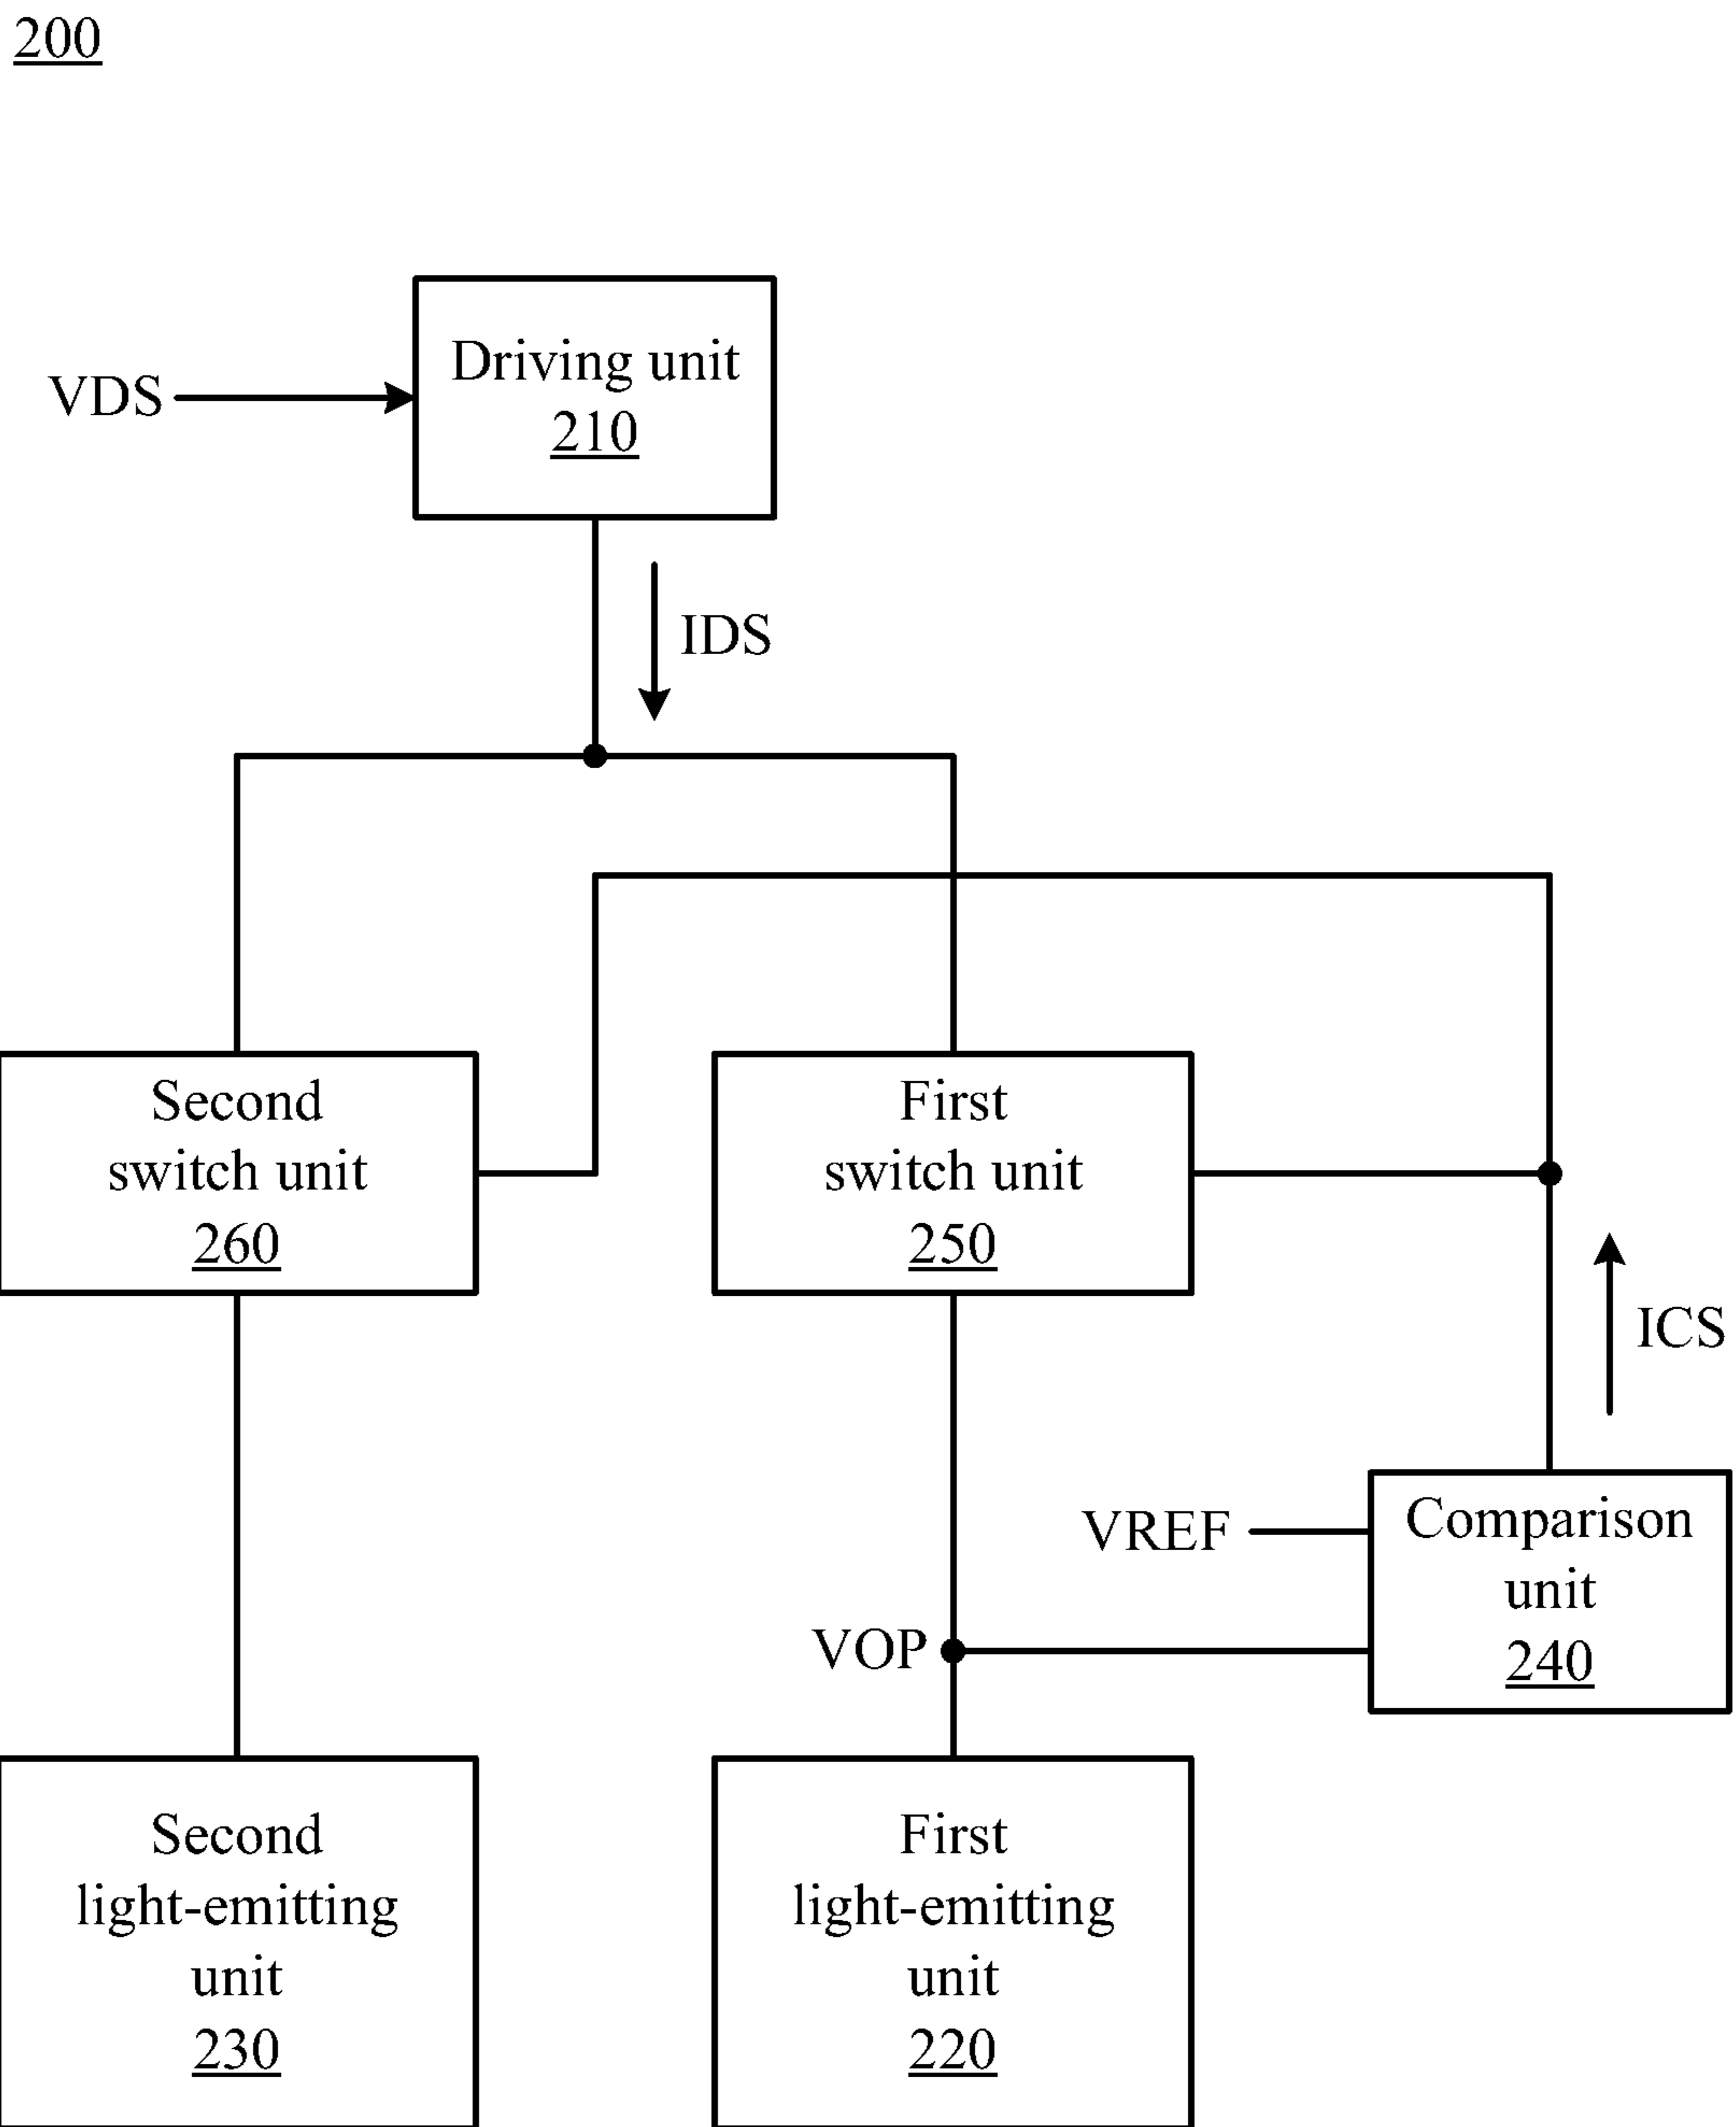 200
Driving unit
210
VDS
IDS
Second
switch unit
260
First
switch unit
250
ICS
VREF
Comparison
unit
240
VOP
Second
light-emitting
unit
230
First
light-emitting
unit
220